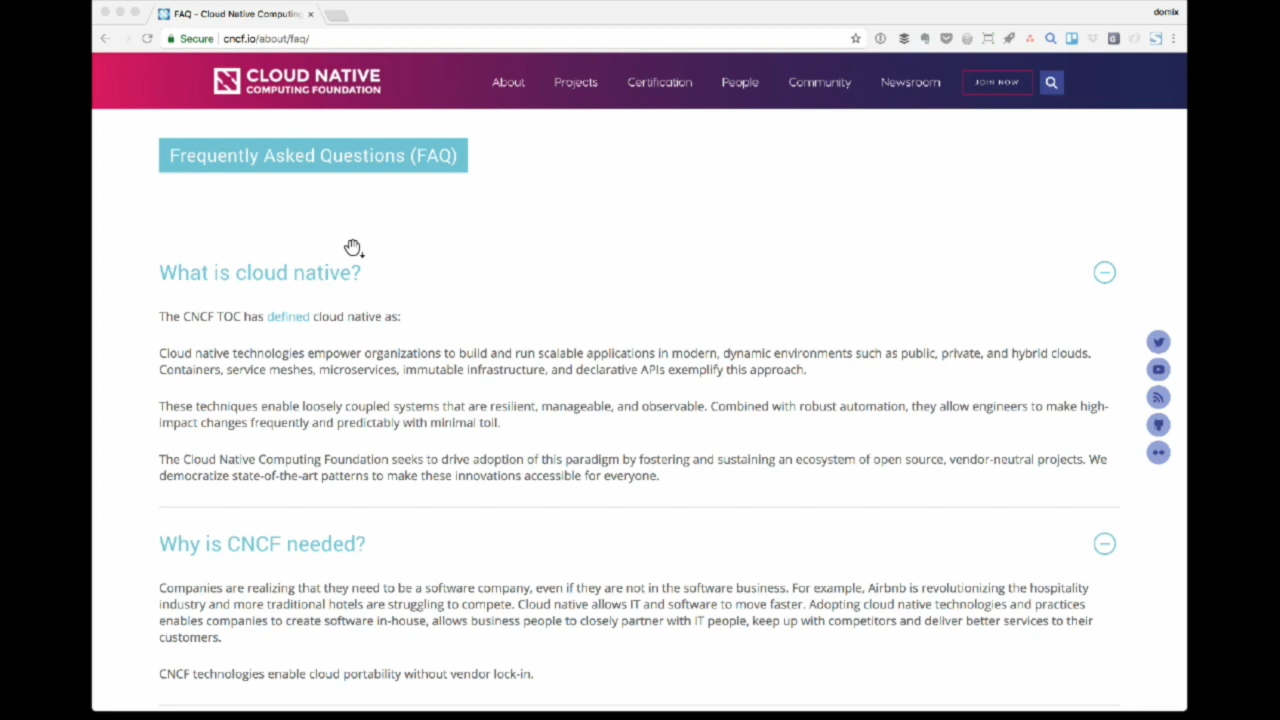 FAQ - Cloud Native Computing
domix
Secure
cncf.io/about/faq/
CLOUD NATIVE
COMPUTING FOUNDATION
About
Projects
Certification
People
Community
Newsroom
JOIN NOW
Frequently Asked Questions (FAQ)
What is cloud native?
The CNCF TOC has defined cloud native as:
Cloud native technologies empower organizations to build and run scalable applications in modern, dynamic environments such as public, private, and hybrid clouds.
Containers, service meshes, microservices, immutable infrastructure, and declarative APIs exemplify this approach.
These techniques enable loosely coupled systems that are resilient, manageable, and observable. Combined with robust automation, they allow engineers to make high-
impact changes frequently and predictably with minimal toil.
The Cloud Native Computing Foundation seeks to drive adoption of this paradigm by fostering and sustaining an ecosystem of open source, vendor-neutral projects. We
democratize state-of-the-art patterns to make these innovations accessible for everyone.
Why is CNCF needed?
Companies are realizing that they need to be a software company, even if they are not in the software business. For example, Airbnb is revolutionizing the hospitality
industry and more traditional hotels are struggling to compete. Cloud native allows IT and software to move faster. Adopting cloud native technologies and practices
enables companies to create software in-house, allows business people to closely partner with IT people, keep up with competitors and deliver better services to their
customers.
CNCF technologies enable cloud portability without vendor lock-in.